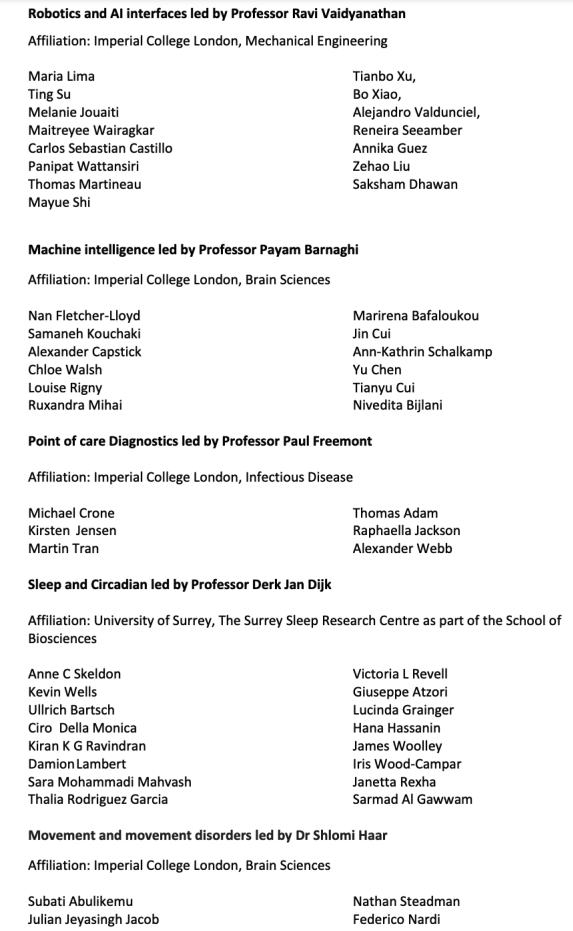 Robotics and AI interfaces led by Professor Ravi Vaidyanathan
Affiliation: Imperial College London, Mechanical Engineering
Maria Lima
Ting Su
Melanie Jouaiti
Maitreyee Wairagkar
Carlos Sebastian Castillo
Panipat Wattansiri
Thomas Martineau
Mayue Shi
Tianbo Xu,
Bo Xiao,
Alejandro Valdunciel,
Reneira Seeamber
Annika Guez
Zehao Liu
Saksham Dhawan
Machine intelligence led by Professor Payam Barnaghi
Affiliation: Imperial College London, Brain Sciences
Nan Fletcher-Lloyd
Samaneh Kouchaki
Alexander Capstick
Chloe Walsh
Louise Rigny
Ruxandra Mihai
Marirena Bafaloukou
Jin Cui
Ann-Kathrin Schalkamp
Yu Chen
Tianyu Cui
Nivedita Bijlani
Point of care Diagnostics led by Professor Paul Freemont
Affiliation: Imperial College London, Infectious Disease
Michael Crone
Kirsten Jensen
Martin Tran
Thomas Adam
Raphaella Jackson
Alexander Webb
Sleep and Circadian led by Professor Derk Jan Dijk
Affiliation: University of Surrey, The Surrey Sleep Research Centre as part of the School of
Biosciences
Anne C Skeldon
Kevin Wells
Ullrich Bartsch
Ciro Della Monica
Kiran K G Ravindran
Damion Lambert
Sara Mohammadi Mahvash
Thalia Rodriguez Garcia
Victoria L Revell
Giuseppe Atzori
Lucinda Grainger
Hana Hassanin
James Woolley
Iris Wood-Campar
Janetta Rexha
Sarmad Al Gawwam
Movement and movement disorders led by Dr Shlomi Haar
Affiliation: Imperial College London, Brain Sciences
Subati Abulikemu
Julian Jeyasingh Jacob
Nathan Steadman
Federico Nardi